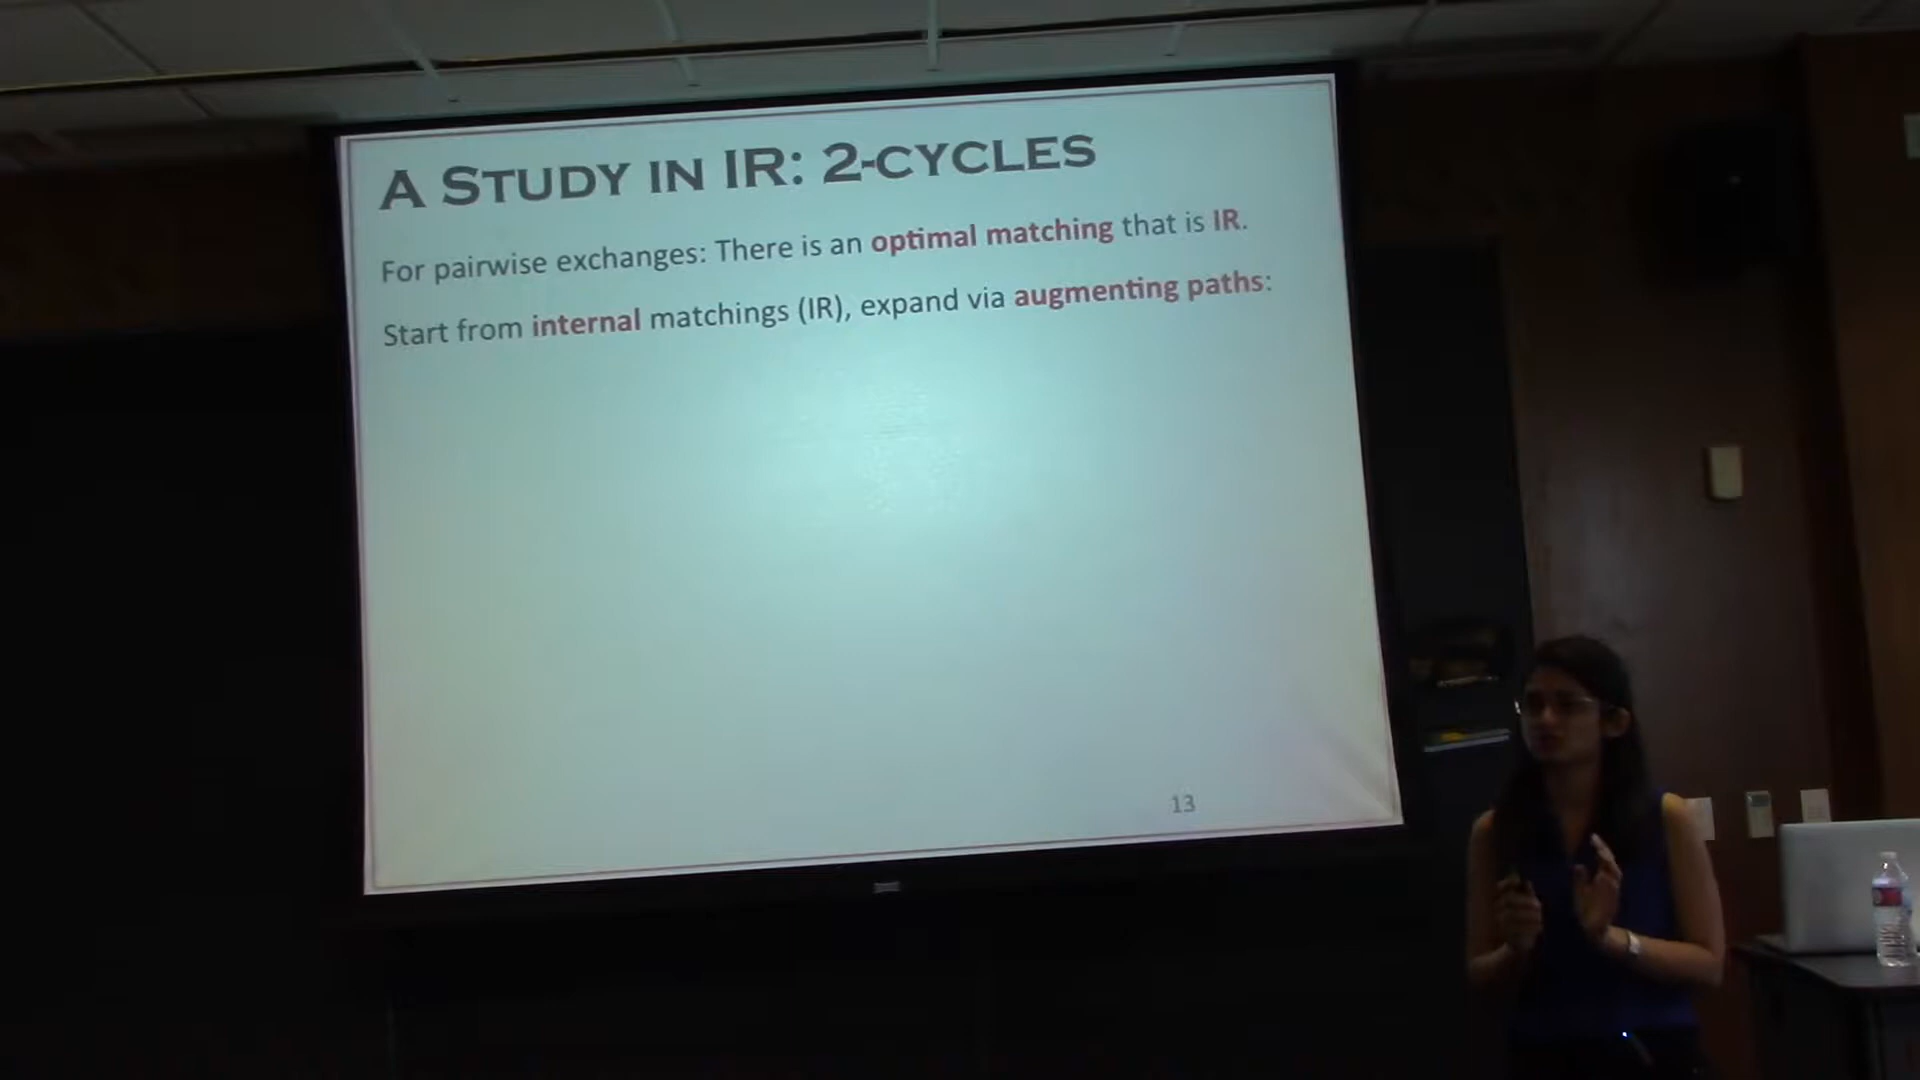 A STUDY IN IR: 2-CYCLES
For pairwise exchanges: There is an optimal matching that is IR.
Start from internal matchings (IR), expand via augmenting paths:
13